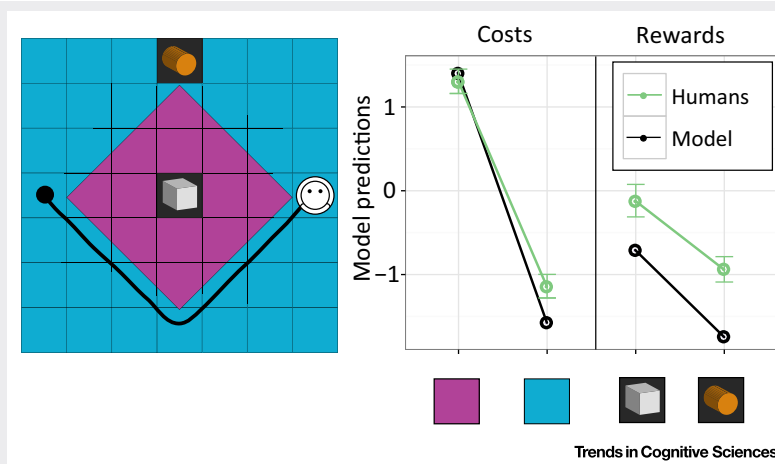 Costs
Rewards
Humans
Model
Model predictions
1
0
−1
Trends in Cognitive Sciences